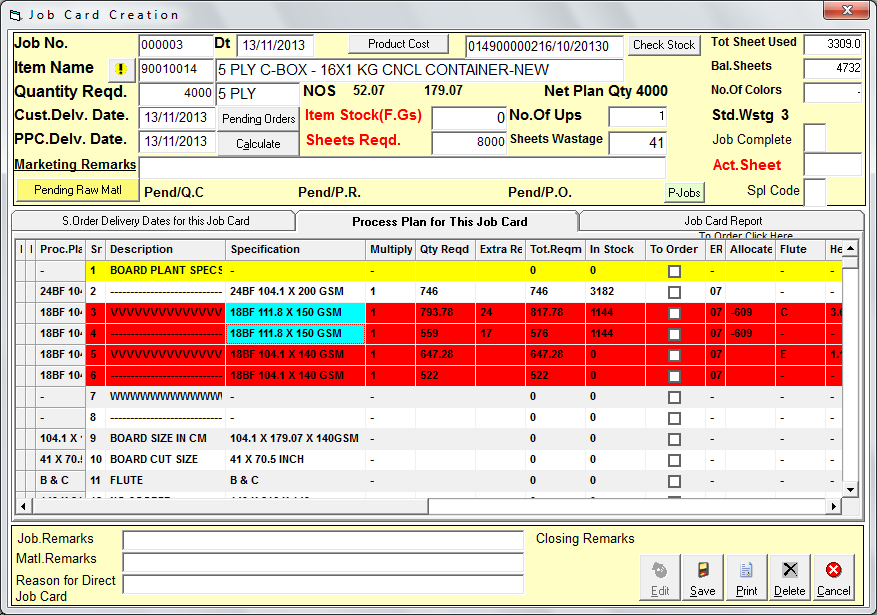 Job Card Creation
Job No. 000003 Dt 13/11/2013 Product Cost 014900000216/10/20130 Check Stock Tot Sheet Used 3309.0
Item Name ! 90010014 5 PLY C-BOX - 16X1 KG CNCL CONTAINER-NEW Bal.Sheets 4732
Quantity Reqd. 4000 5 PLY NOS 52.07 179.07 Net Plan Qty 4000 No.Of Colors -
Cust.Delv. Date. 13/11/2013 Pending Orders Item Stock(F.Gs) 0 No.Of Ups 1 Std.Wstg 3
PPC.Delv. Date. 13/11/2013 Calculate Sheets Reqd. 8000 Sheets Wastage 41 Job Complete
Marketing Remarks Act.Sheet
Pending Raw Matl Pend/Q.C Pend/P.R. Pend/P.O. P-Jobs Spl Code
S.Order Delivery Dates for this Job Card Process Plan for This Job Card Job Card Report
To Order Click Here
I I Proc.Pla Sr Description Specification Multiply Qty Reqd Extra Re Tot.Reqm In Stock To Order ER Allocate Flute He
- 1 BOARD PLANT SPECS - - 0 0 - -
24BF 104 2 ---------------------------- 24BF 104.1 X 200 GSM 1 746 746 3182 07 - -
18BF 104 3 VVVVVVVVVVVVVV 18BF 111.8 X 150 GSM 1 793.78 24 817.78 1144 07 -609 C
18BF 104 4 ---------------------------- 18BF 111.8 X 150 GSM 1 559 17 576 1144 07 -609 - -
18BF 104 5 VVVVVVVVVVVVVV 18BF 104.1 X 140 GSM 1 647.28 647.28 0 07 E
18BF 104 6 ---------------------------- 18BF 104.1 X 140 GSM 1 522 522 0 07 - -
- 7 WWWWWWWWWWW - - 0 0 - - -
- 8 ---------------------------- - - 0 0 - - -
104.1 X 9 BOARD SIZE IN CM 104.1 X 179.07 X 140GSM - 0 0 - - -
41 X 70.5 10 BOARD CUT SIZE 41 X 70.5 INCH - 0 0 - - -
B & C 11 FLUTE B & C - 0 0 - - -
Job.Remarks Closing Remarks
Matl.Remarks
Reason for Direct
Job Card
Edit Save Print Delete Cancel